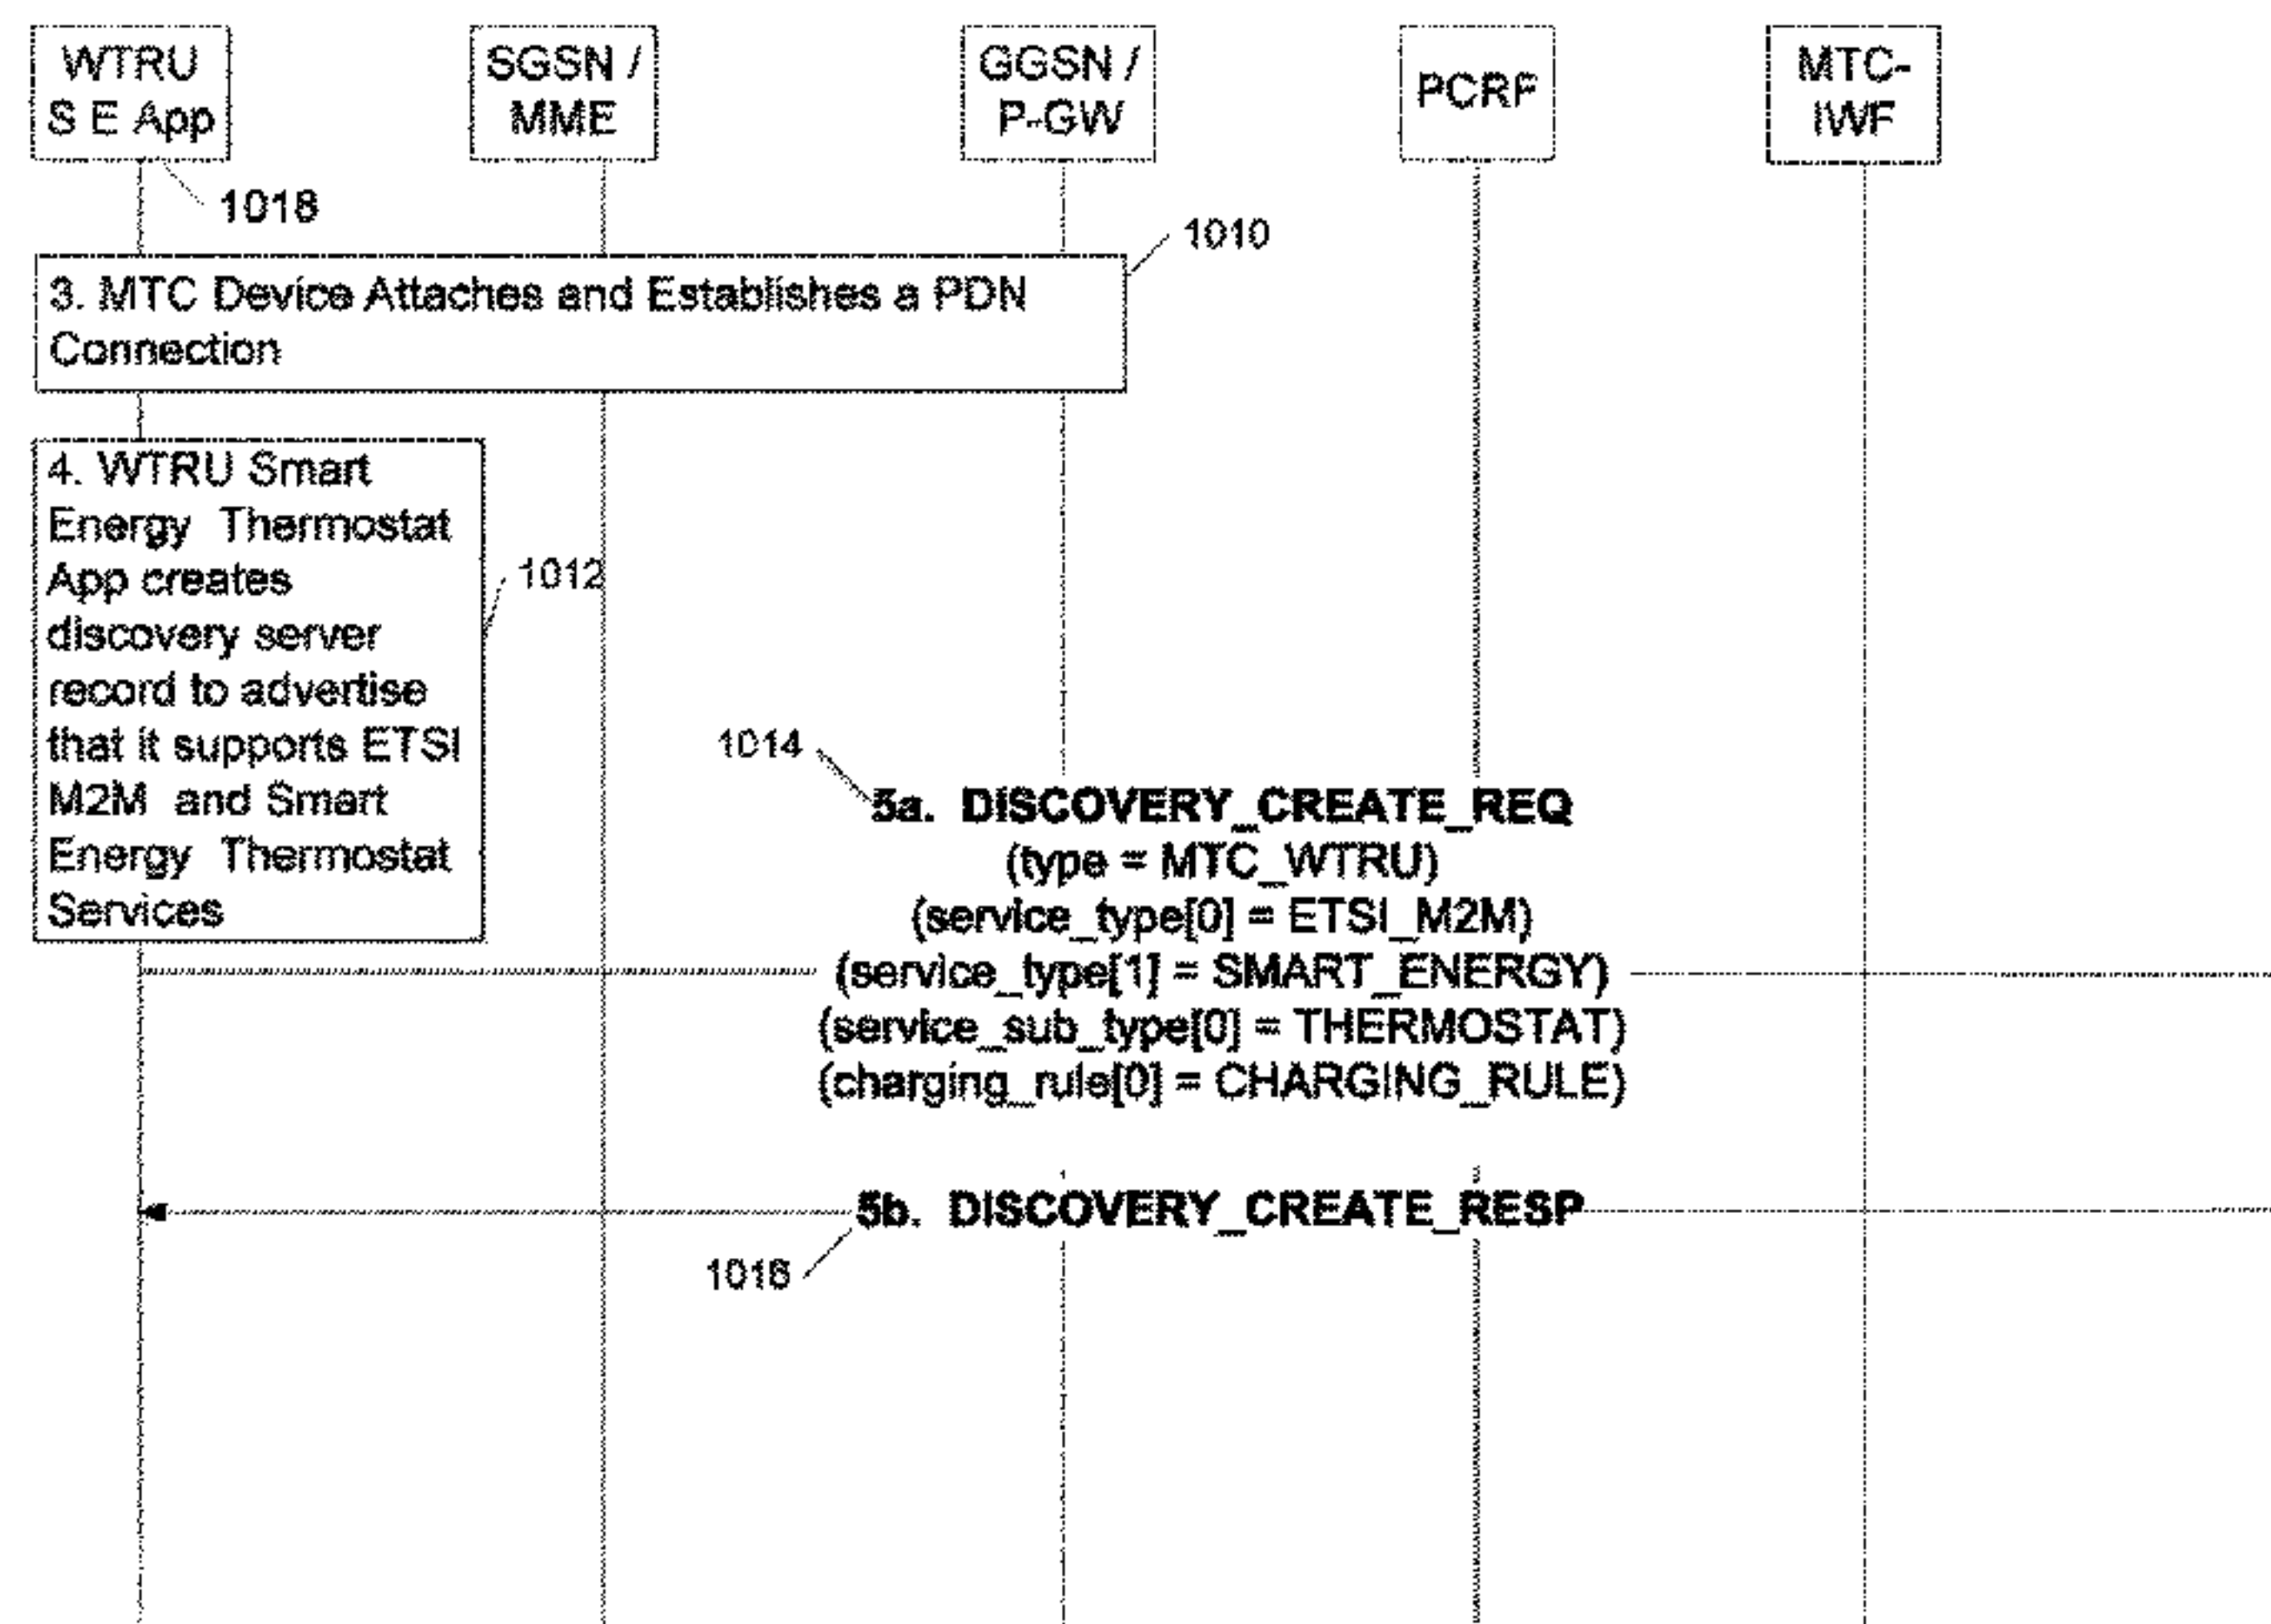 WTRU
S E App
SGSN /
MME
GGSN /
P-GW
PCRF
MTC-
IWF
1018
1010
3. MTC Device Attaches and Establishes a PDN
Connection
4. WTRU Smart
Energy Thermostat
App creates
discovery server
record to advertise
that it supports ETSI
M2M and Smart
Energy Thermostat
Services
1012
1014
5a. DISCOVERY_CREATE_REQ
(type = MTC_WTRU)
(service_type[0] = ETSI_M2M)
(service_type[1] = SMART_ENERGY)
(service_sub_type[0] = THERMOSTAT)
(charging_rule[0] = CHARGING_RULE)
5b. DISCOVERY_CREATE_RESP
1016